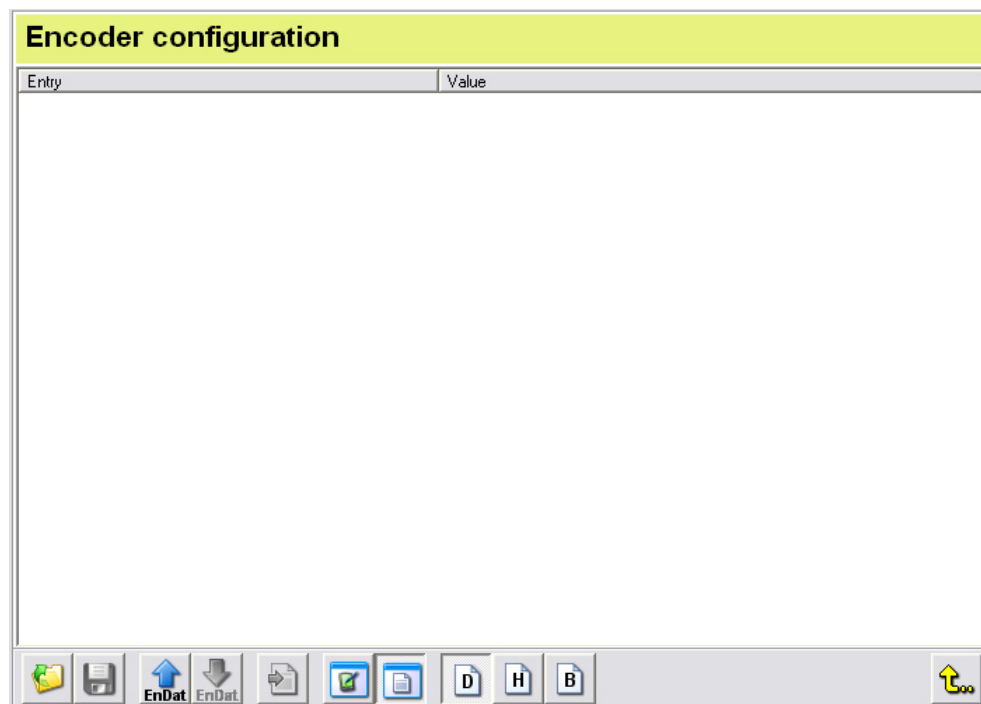 Encoder configuration
Entry Value
EnDat EnDat D H B